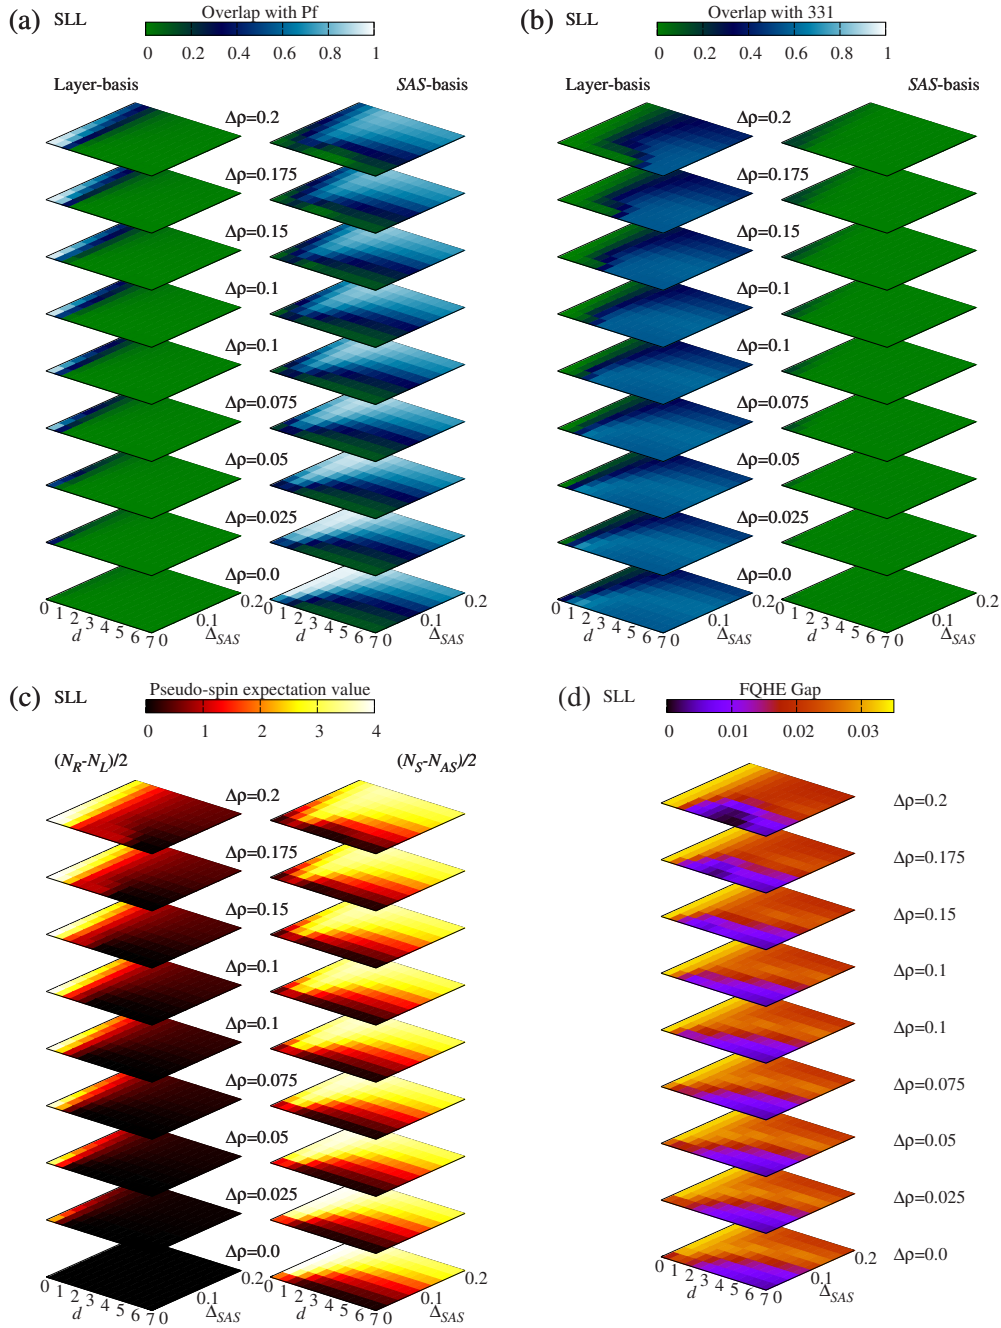 (a) SLL Overlap with Pf
0 0.2 0.4 0.6 0.8 1
Layer-basis SAS-basis
Δρ=0.2
Δρ=0.175
Δρ=0.15
Δρ=0.1
Δρ=0.1
Δρ=0.075
Δρ=0.05
Δρ=0.025
Δρ=0.0
0 1 2 3 4 5 6 7 d
0 0.1 0.2 Δ_SAS
0 1 2 3 4 5 6 7 d
0 0.1 0.2 Δ_SAS
(b) SLL Overlap with 331
0 0.2 0.4 0.6 0.8 1
Layer-basis SAS-basis
Δρ=0.2
Δρ=0.175
Δρ=0.15
Δρ=0.1
Δρ=0.1
Δρ=0.075
Δρ=0.05
Δρ=0.025
Δρ=0.0
0 1 2 3 4 5 6 7 d
0 0.1 0.2 Δ_SAS
0 1 2 3 4 5 6 7 d
0 0.1 0.2 Δ_SAS
(c) SLL Pseudo-spin expectation value
0 1 2 3 4
(N_R-N_L)/2 (N_S-N_AS)/2
Δρ=0.2
Δρ=0.175
Δρ=0.15
Δρ=0.1
Δρ=0.1
Δρ=0.075
Δρ=0.05
Δρ=0.025
Δρ=0.0
0 1 2 3 4 5 6 7 d
0 0.1 0.2 Δ_SAS
0 1 2 3 4 5 6 7 d
0 0.1 0.2 Δ_SAS
(d) SLL FQHE Gap
0 0.01 0.02 0.03
Δρ=0.2
Δρ=0.175
Δρ=0.15
Δρ=0.1
Δρ=0.1
Δρ=0.075
Δρ=0.05
Δρ=0.025
Δρ=0.0
0 1 2 3 4 5 6 7 d
0 0.1 0.2 Δ_SAS